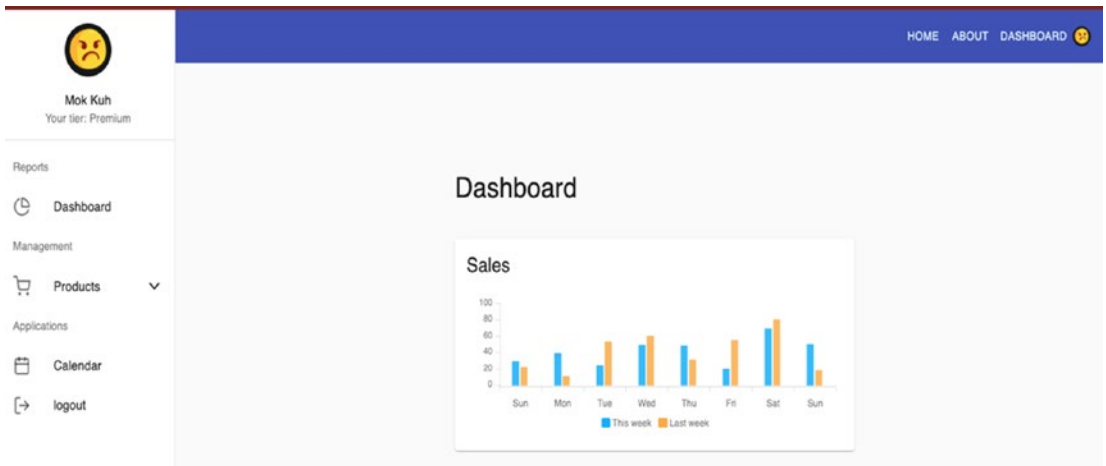 HOME ABOUT DASHBOARD
Mok Kuh
Your tier: Premium
Reports
Dashboard
Management
Products
Applications
Calendar
logout
Dashboard
Sales
100
80
60
40
20
0
Sun Mon Tue Wed Thu Fri Sat Sun
This week Last week